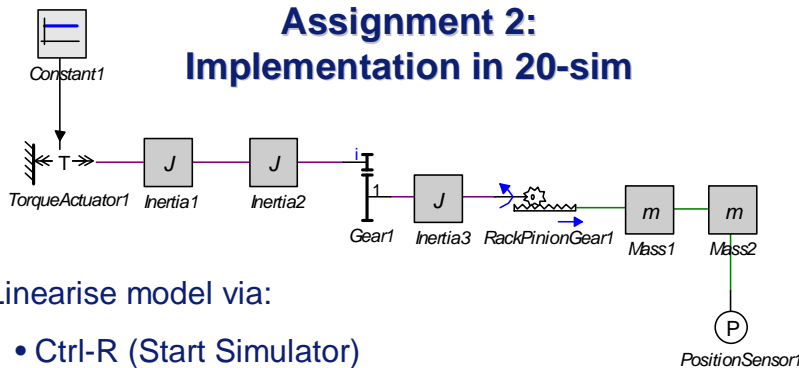 Assignment 2:
Implementation in 20-sim
Constant1
T
TorqueActuator1
J
Inertia1
J
Inertia2
i
1
Gear1
J
Inertia3
RackPinionGear1
m
Mass1
m
Mass2
P
PositionSensor1
Linearise model via:
• Ctrl-R (Start Simulator)